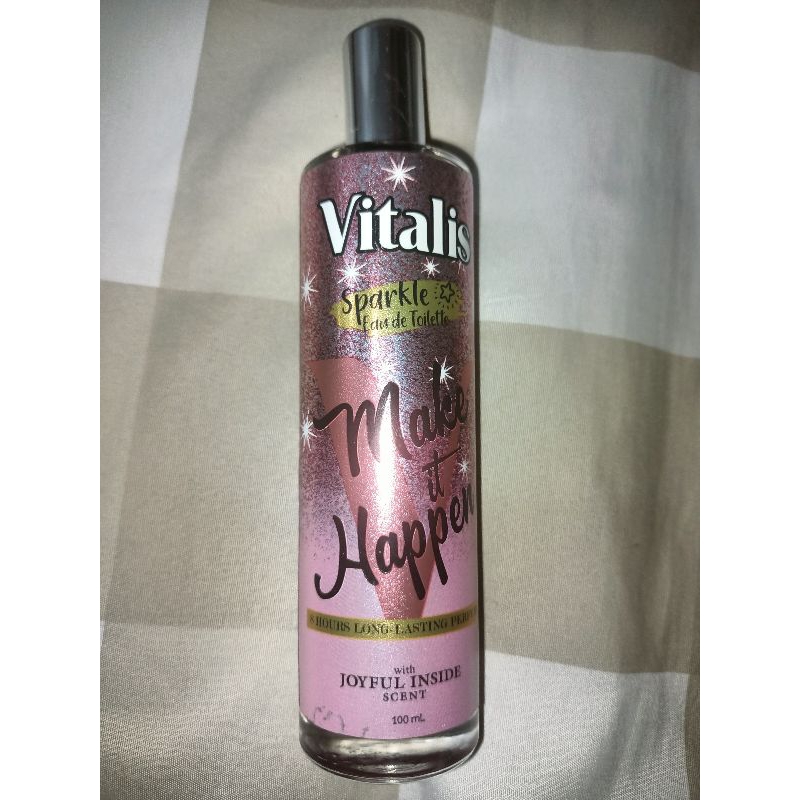 Vitalis
Sparkle
Eau de Toilette
Make
it
Happen
8 HOURS LONG-LASTING
with
JOYFUL INSIDE
SCENT
100 mL